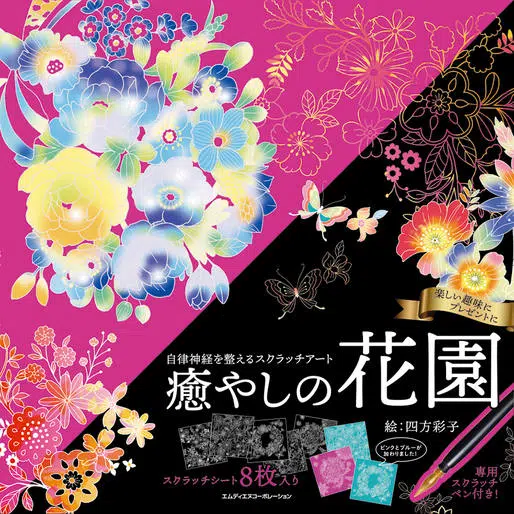 楽しい趣味に
プレゼントに
自律神経を整えるスクラッチアート
癒やしの花園
絵:四方彩子
ピンクとブルーが
加わりました!
スクラッチシート8枚入り
専用
スクラッチ
ペン付き!
エムディエヌコーポレーション